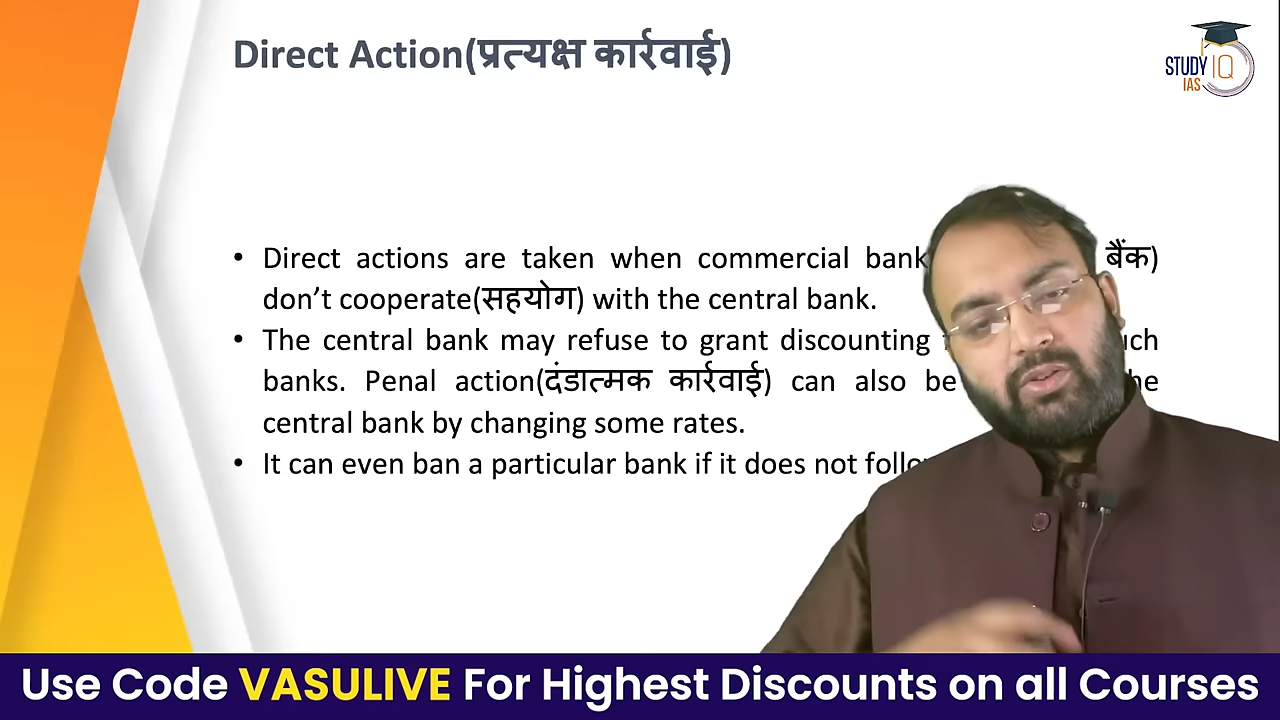 Direct Action(प्रत्यक्ष कार्रवाई)
STUDY IQ
IAS
• Direct actions are taken when commercial bank बैंक)
don’t cooperate(सहयोग) with the central bank.
• The central bank may refuse to grant discounting
banks. Penal action(दंडात्मक कार्रवाई) can also be
central bank by changing some rates.
• It can even ban a particular bank if it does not
Use Code VASULIVE For Highest Discounts on all Courses